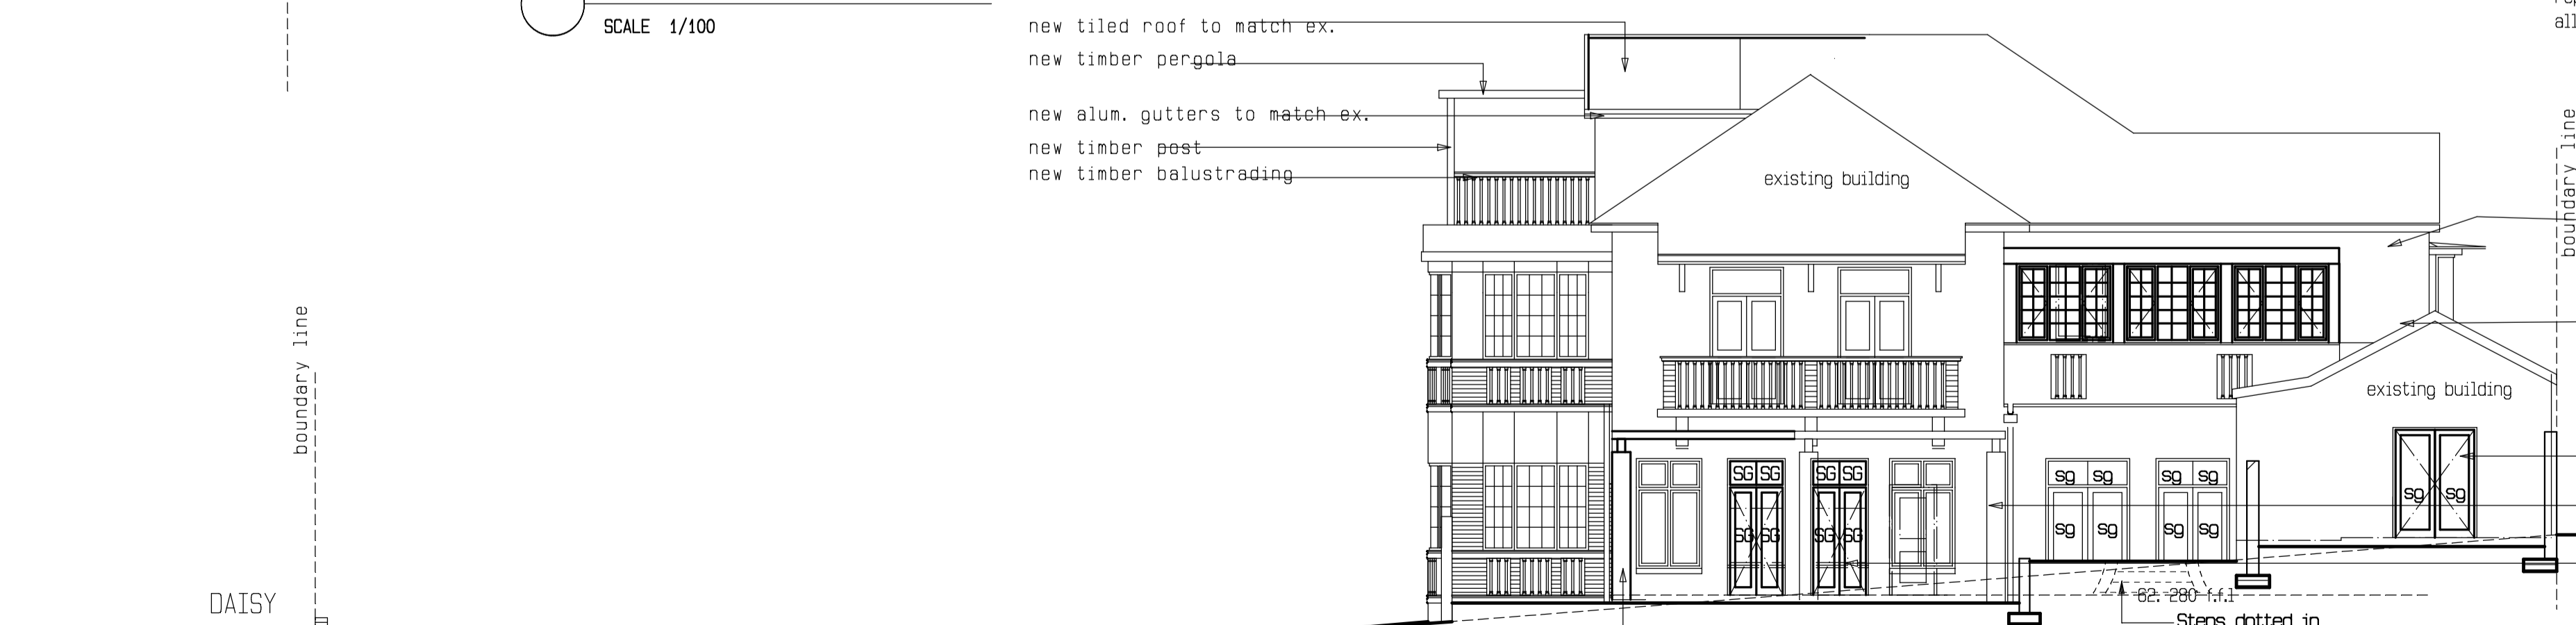 SCALE 1/100
all
new tiled roof to match ex.
new timber pergola
new alum. gutters to match ex.
new timber post
new timber balustrading
existing building
boundary line
boundary line
existing building
SG SG SG SG
sg sg sg sg
sg sg
SG SG SG SG
sg sg sg sg
DAISY
62. 280 f.f.l
Steps dotted in